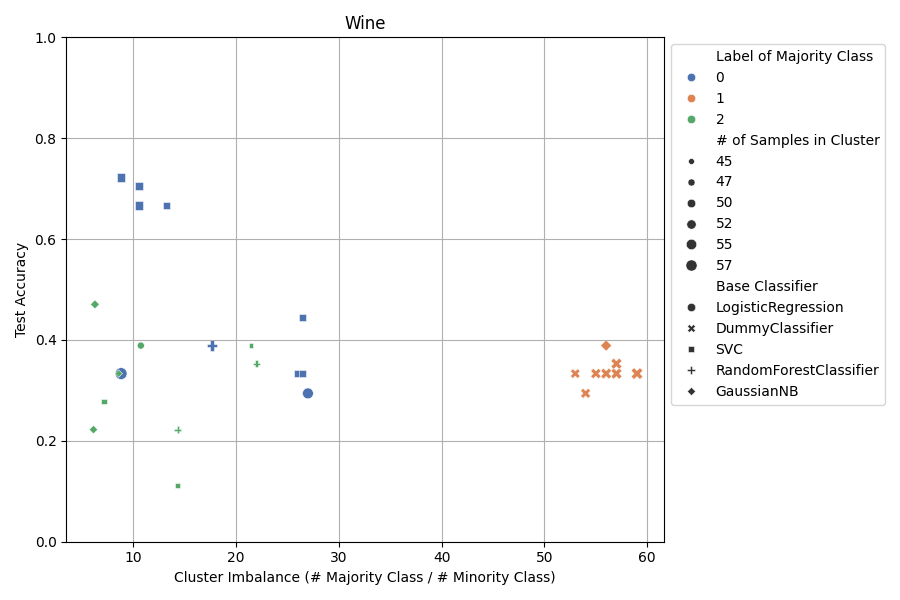 Wine
1.0
0.8
0.6
0.4
0.2
0.0
Test Accuracy
10
20
30
40
50
60
Cluster Imbalance (# Majority Class / # Minority Class)
Label of Majority Class
0
1
2
# of Samples in Cluster
45
47
50
52
55
57
Base Classifier
LogisticRegression
DummyClassifier
SVC
RandomForestClassifier
GaussianNB